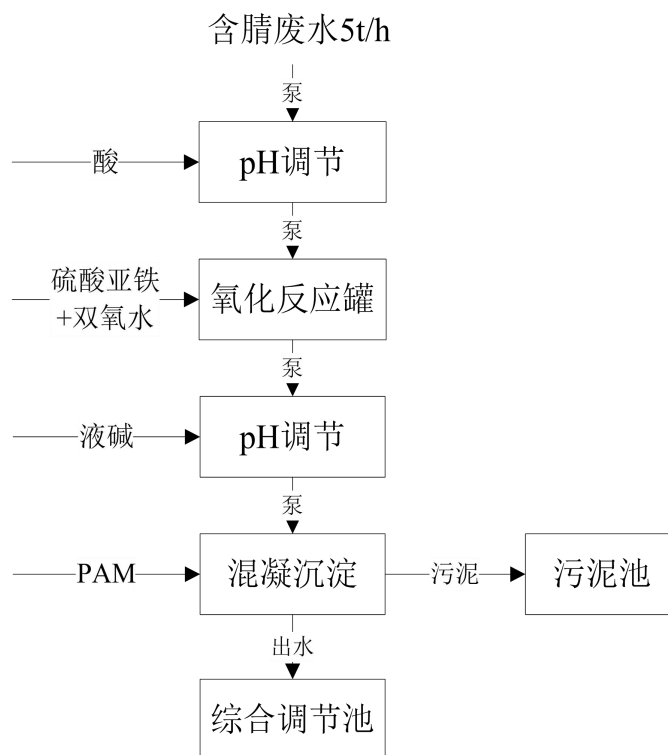 含腈废水5t/h
泵
酸
pH调节
泵
硫酸亚铁
+双氧水
氧化反应罐
泵
液碱
pH调节
泵
PAM
混凝沉淀
污泥
污泥池
出水
综合调节池